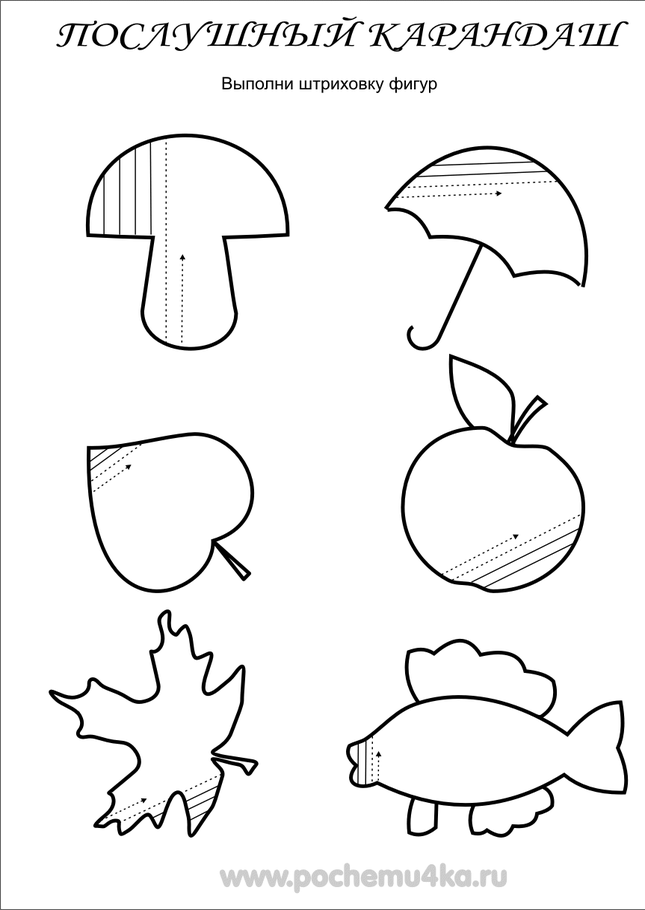 ПОСЛУШНЫЙ КАРАНДАШ
Выполни штриховку фигур
www.pochemu4ka.ru